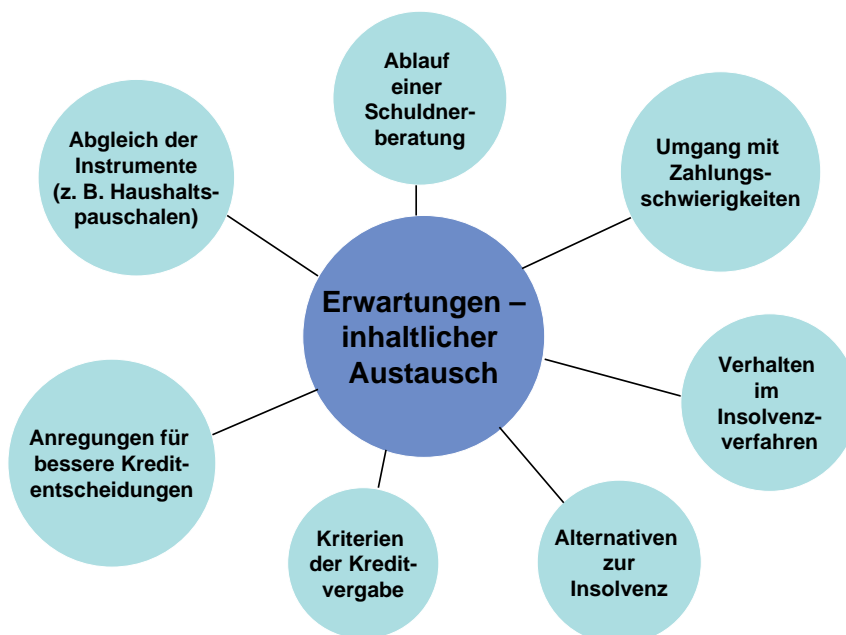 Ablauf
einer
Schuldner-
beratung
Abgleich der
Instrumente
(z. B. Haushalts-
pauschalen)
Umgang mit
Zahlungs-
schwierigkeiten
Erwartungen –
inhaltlicher
Austausch
Verhalten
im
Insolvenz-
verfahren
Anregungen für
bessere Kredit-
entscheidungen
Kriterien
der Kredit-
vergabe
Alternativen
zur
Insolvenz